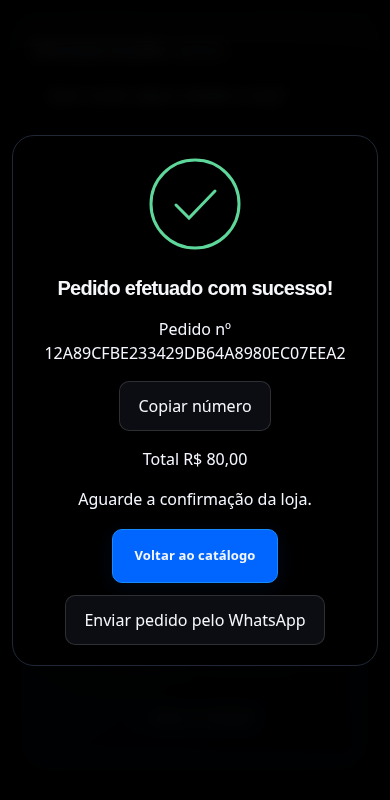 Pedido efetuado com sucesso!
Pedido nº
12A89CFBE233429DB64A8980EC07EEA2
Copiar número
Total R$ 80,00
Aguarde a confirmação da loja.
Voltar ao catálogo
Enviar pedido pelo WhatsApp